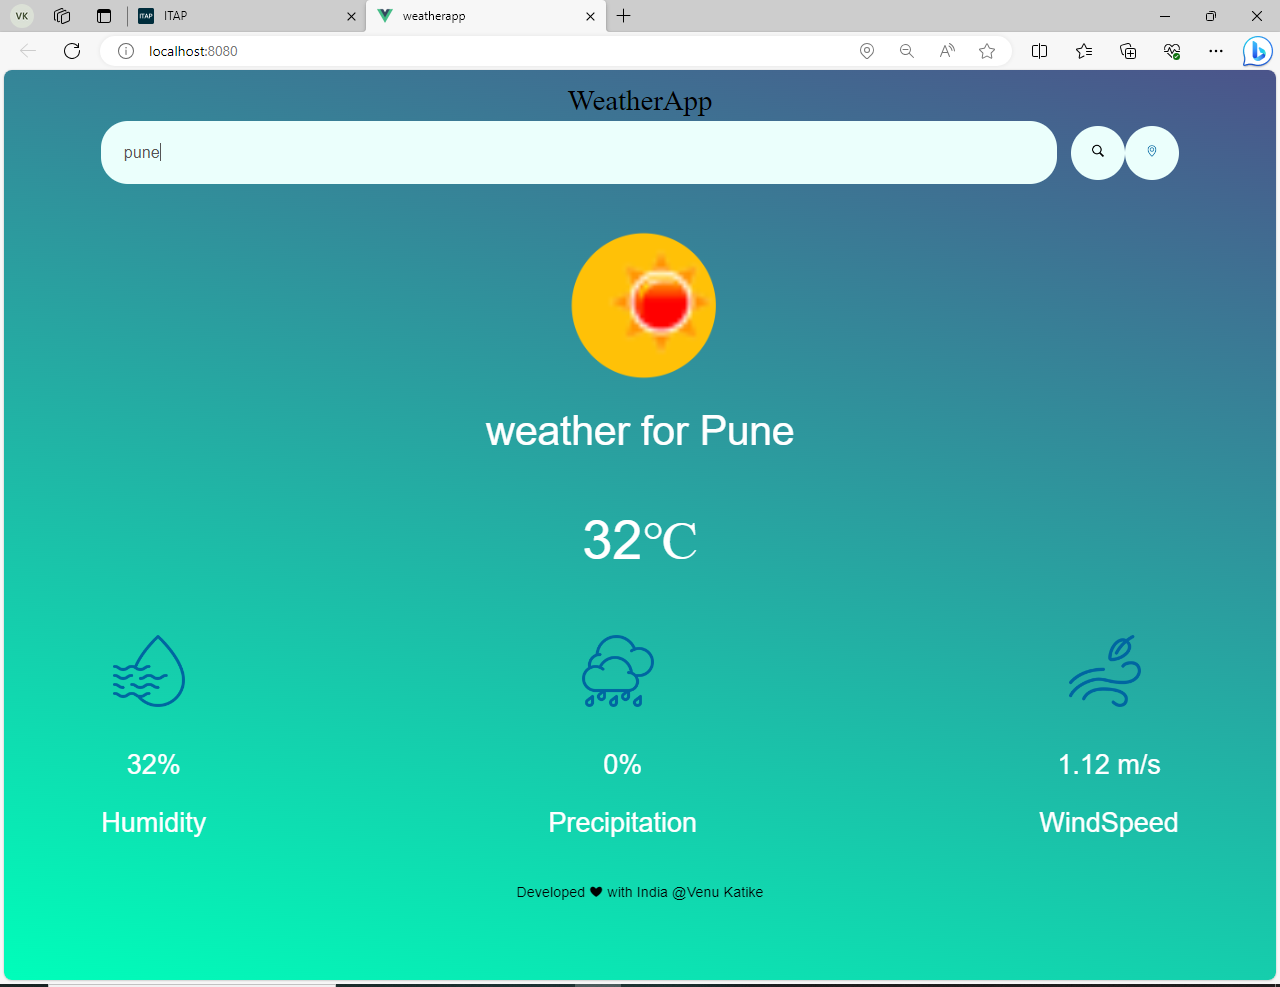 VK
ITAP
ITAP
weatherapp
localhost:8080
WeatherApp
pune
weather for Pune
32°C
32%
0%
1.12 m/s
Humidity
Precipitation
WindSpeed
Developed ❤ with India @Venu Katike